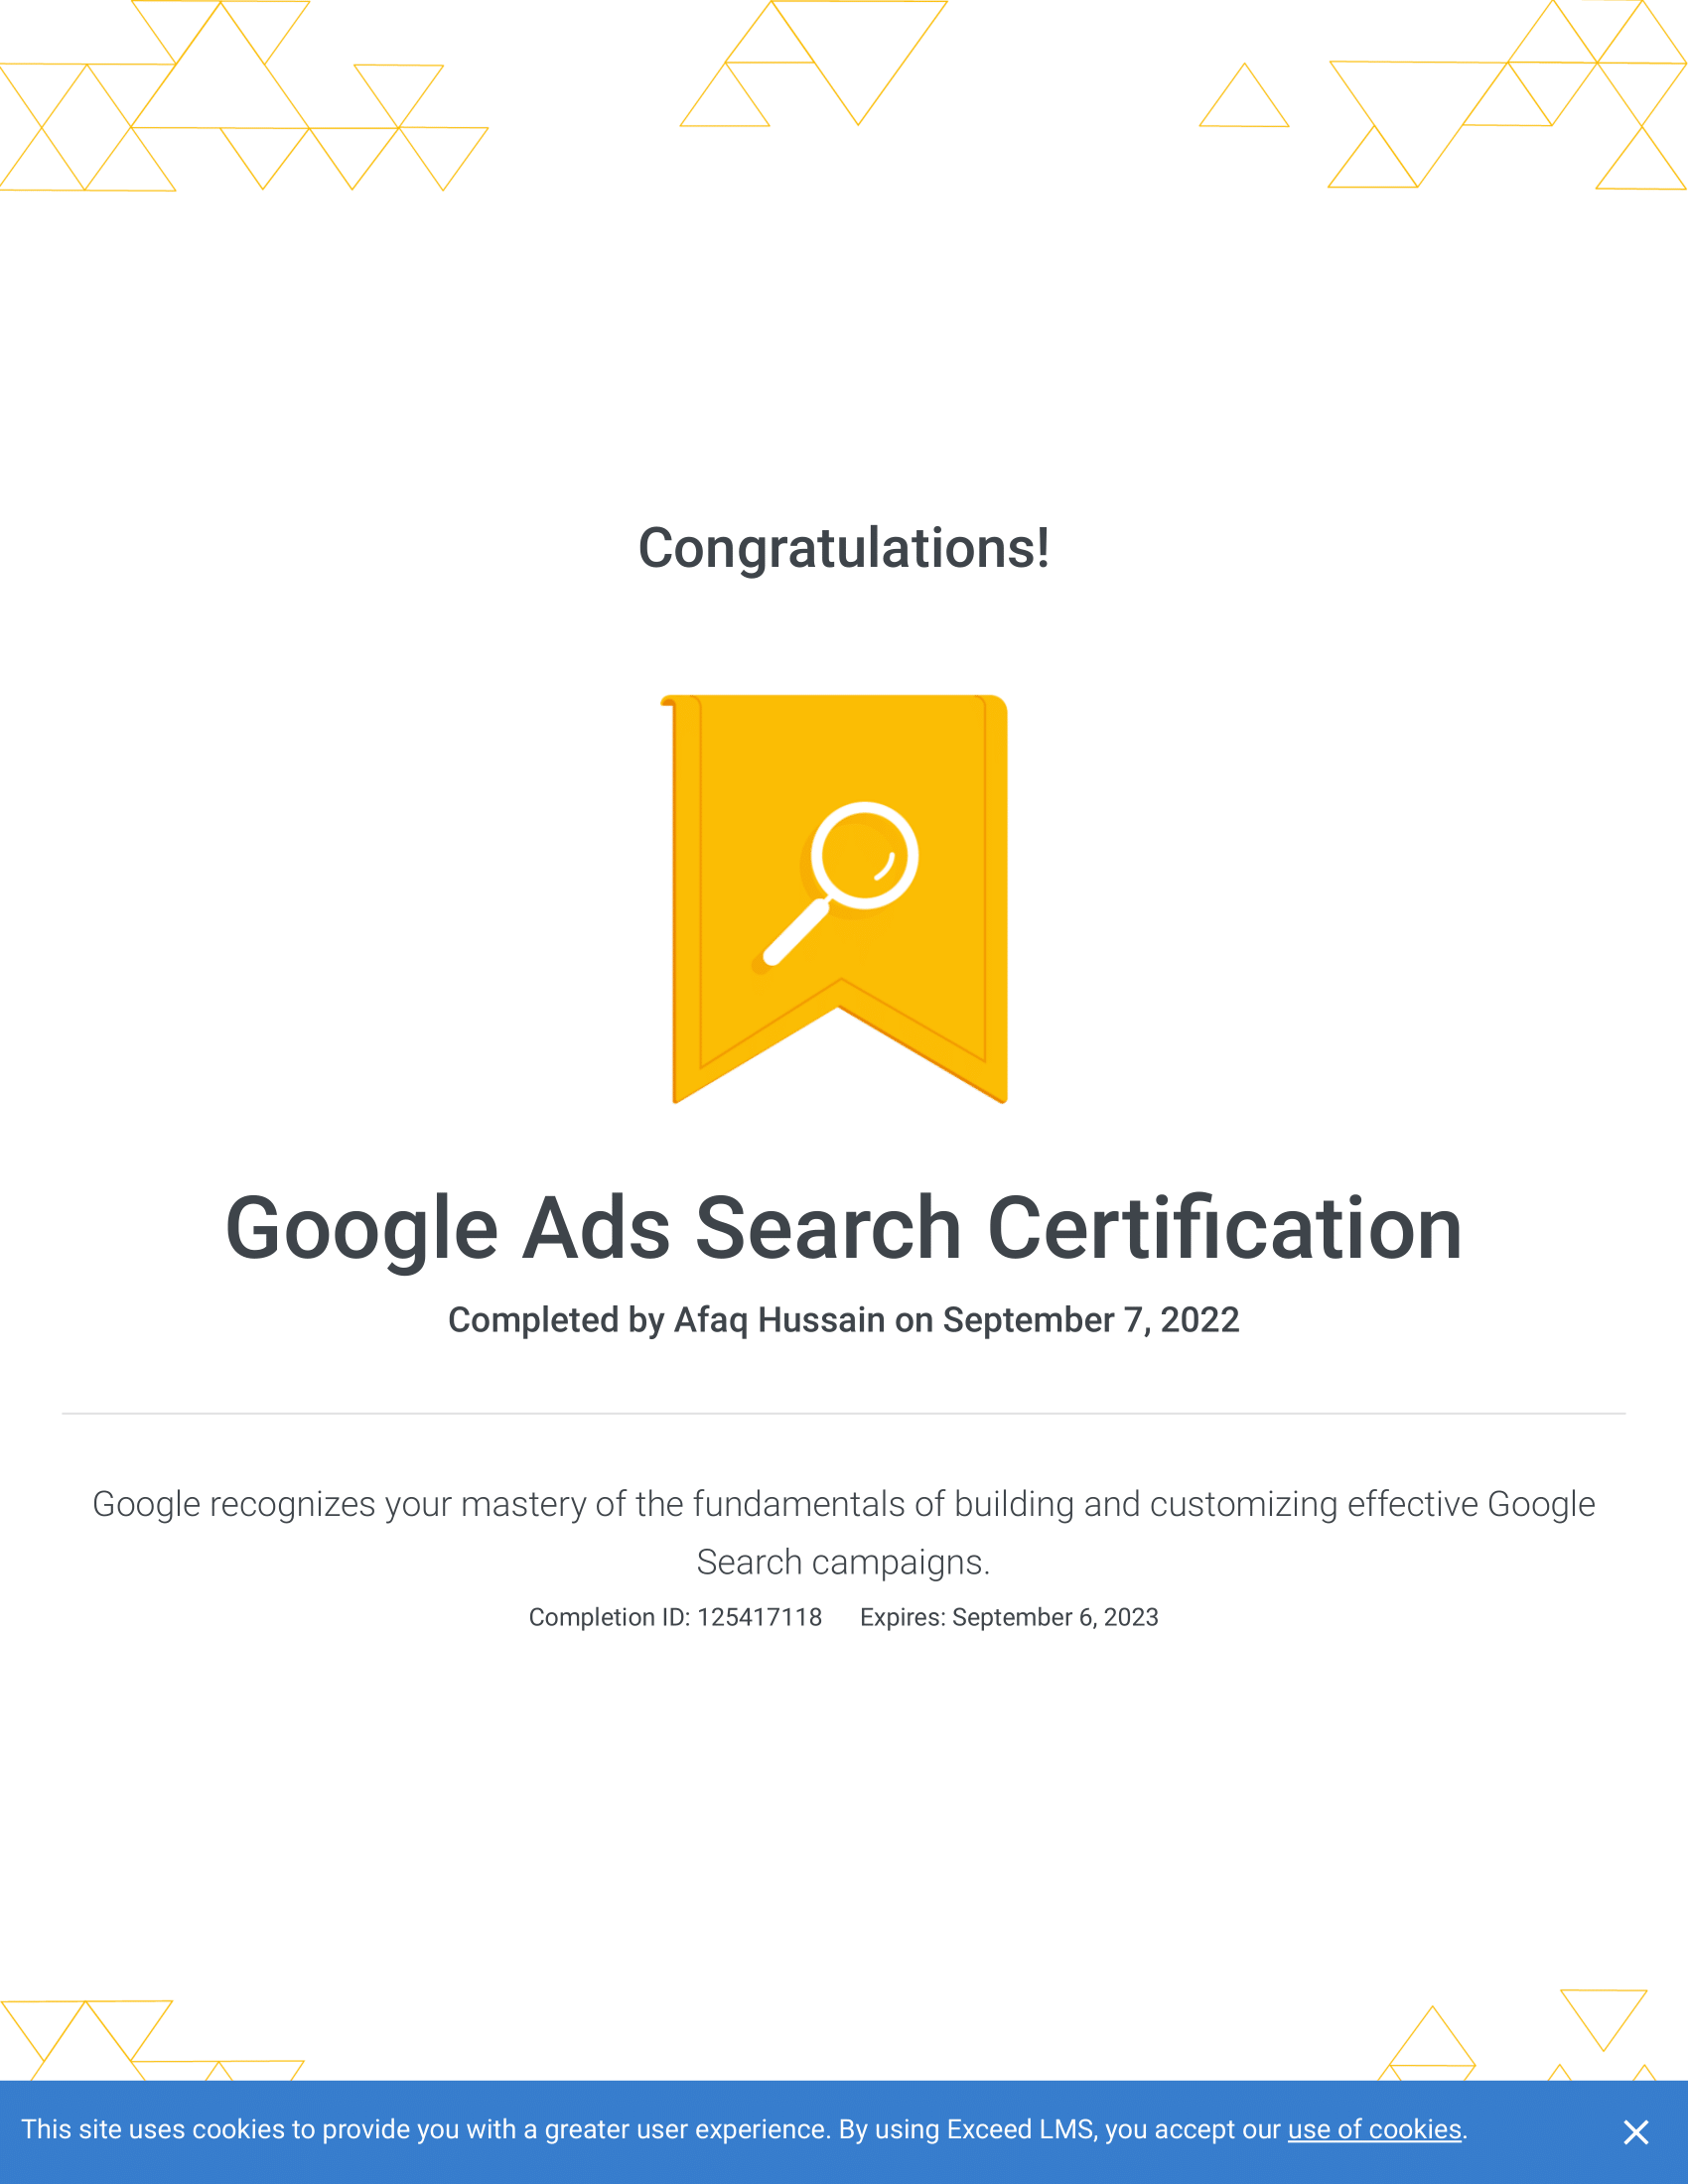 Congratulations!
Google Ads Search Certification
Completed by Afaq Hussain on September 7, 2022
Google recognizes your mastery of the fundamentals of building and customizing effective Google
Search campaigns.
Completion ID: 125417118 Expires: September 6, 2023
This site uses cookies to provide you with a greater user experience. By using Exceed LMS, you accept our use of cookies.